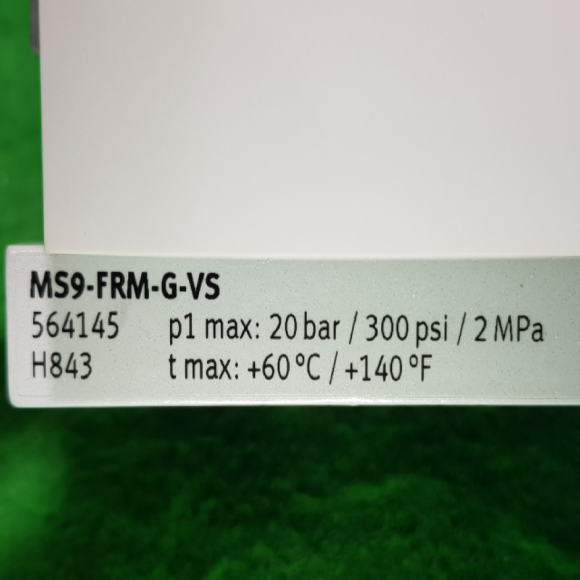 MS9-FRM-G-VS
564145 p1 max: 20 bar / 300 psi / 2 MPa
H843 t max: +60 °C / +140 °F